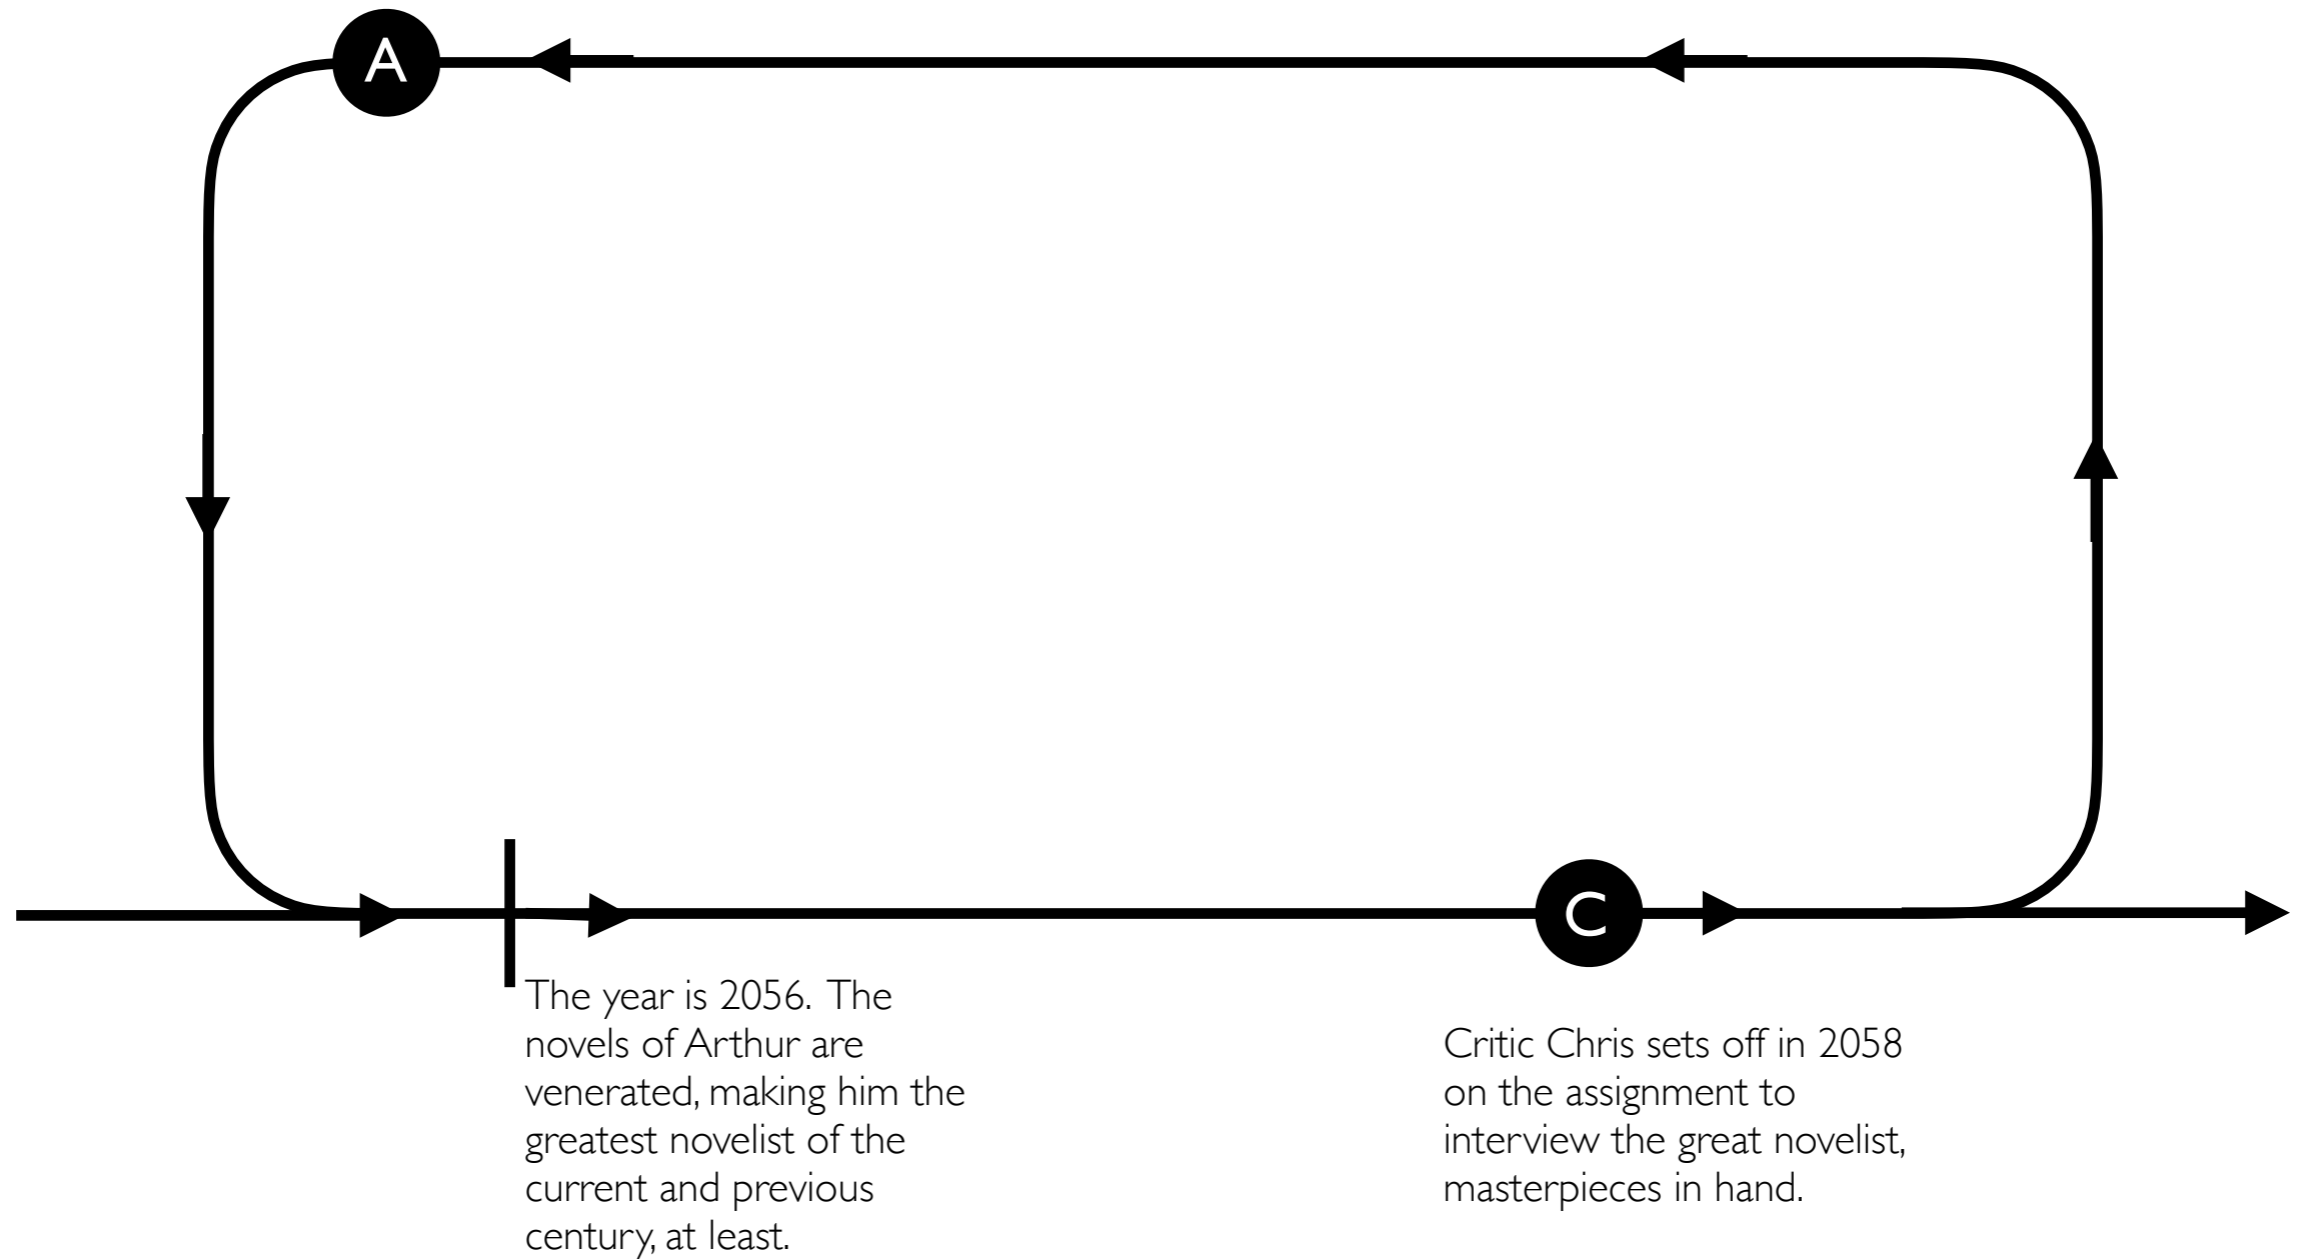 A
C
The year is 2056. The
novels of Arthur are
venerated, making him the
greatest novelist of the
current and previous
century, at least.
Critic Chris sets off in 2058
on the assignment to
interview the great novelist,
masterpieces in hand.